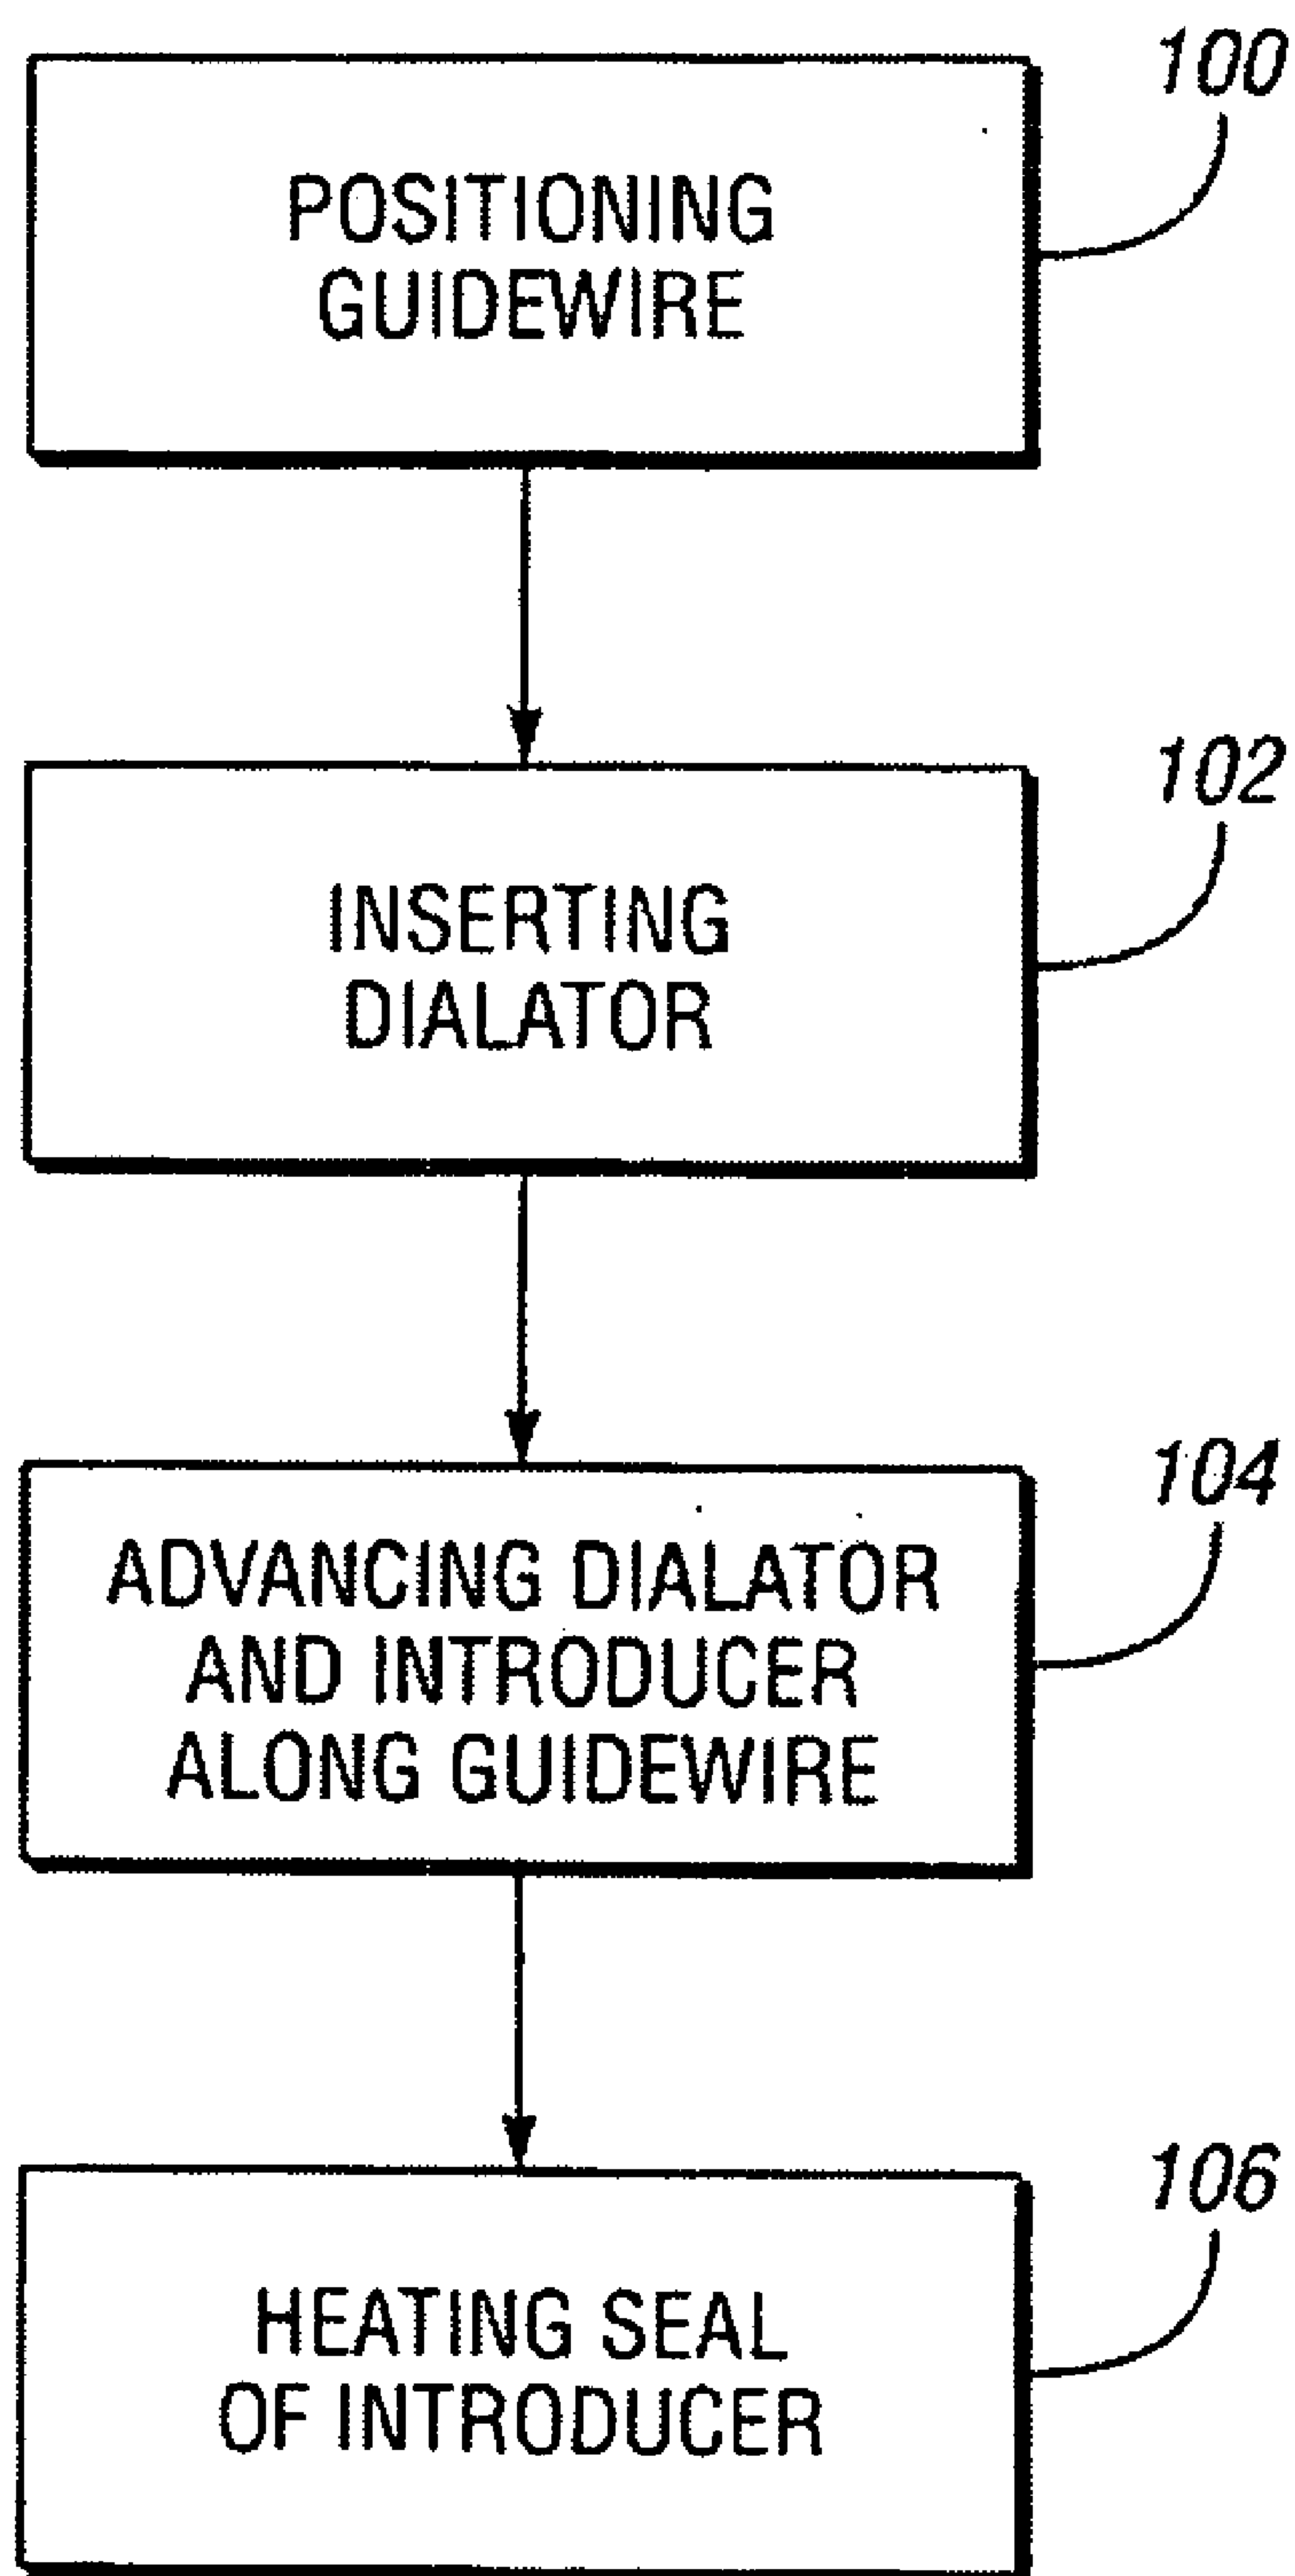 100
POSITIONING
GUIDEWIRE
102
INSERTING
DIALATOR
104
ADVANCING DIALATOR
AND INTRODUCER
ALONG GUIDEWIRE
106
HEATING SEAL
OF INTRODUCER